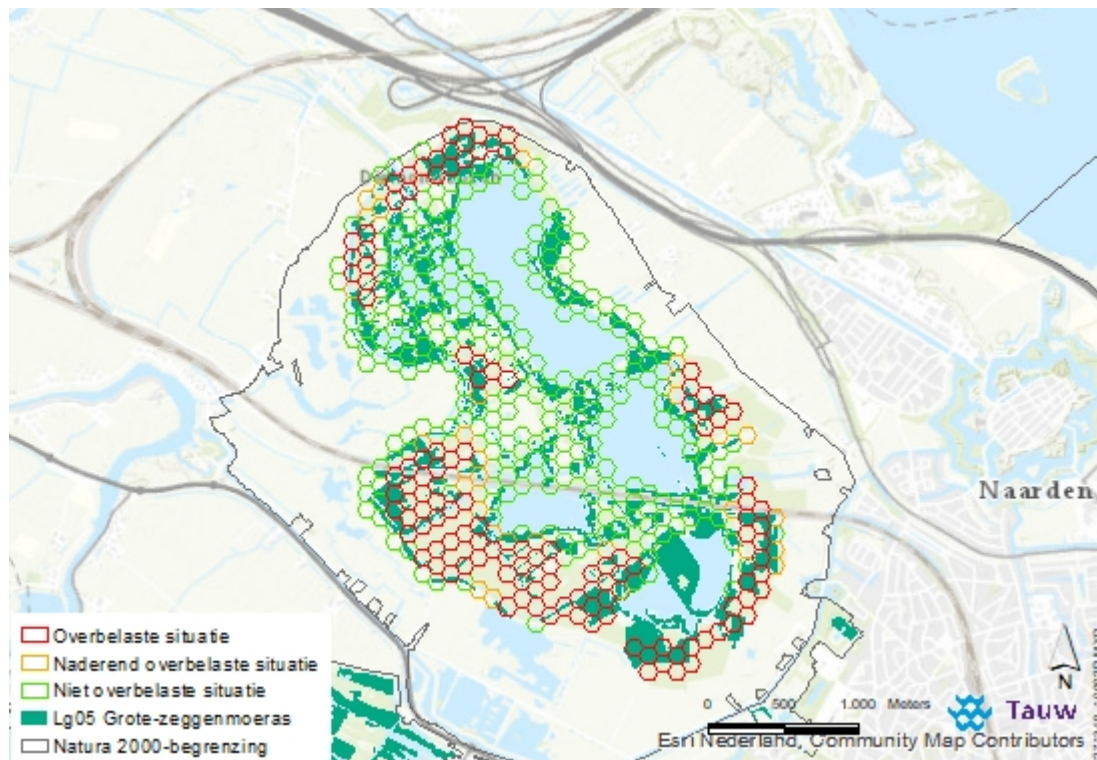 Naarden
Overbelaste situatie
Naderend overbelaste situatie
Niet overbelaste situatie
Lg05 Grote-zeggenmoeras
Natura 2000-begrenzing
N
0 500 1.000 Meters
Tauw
Esri Nederland, Community Map Contributors